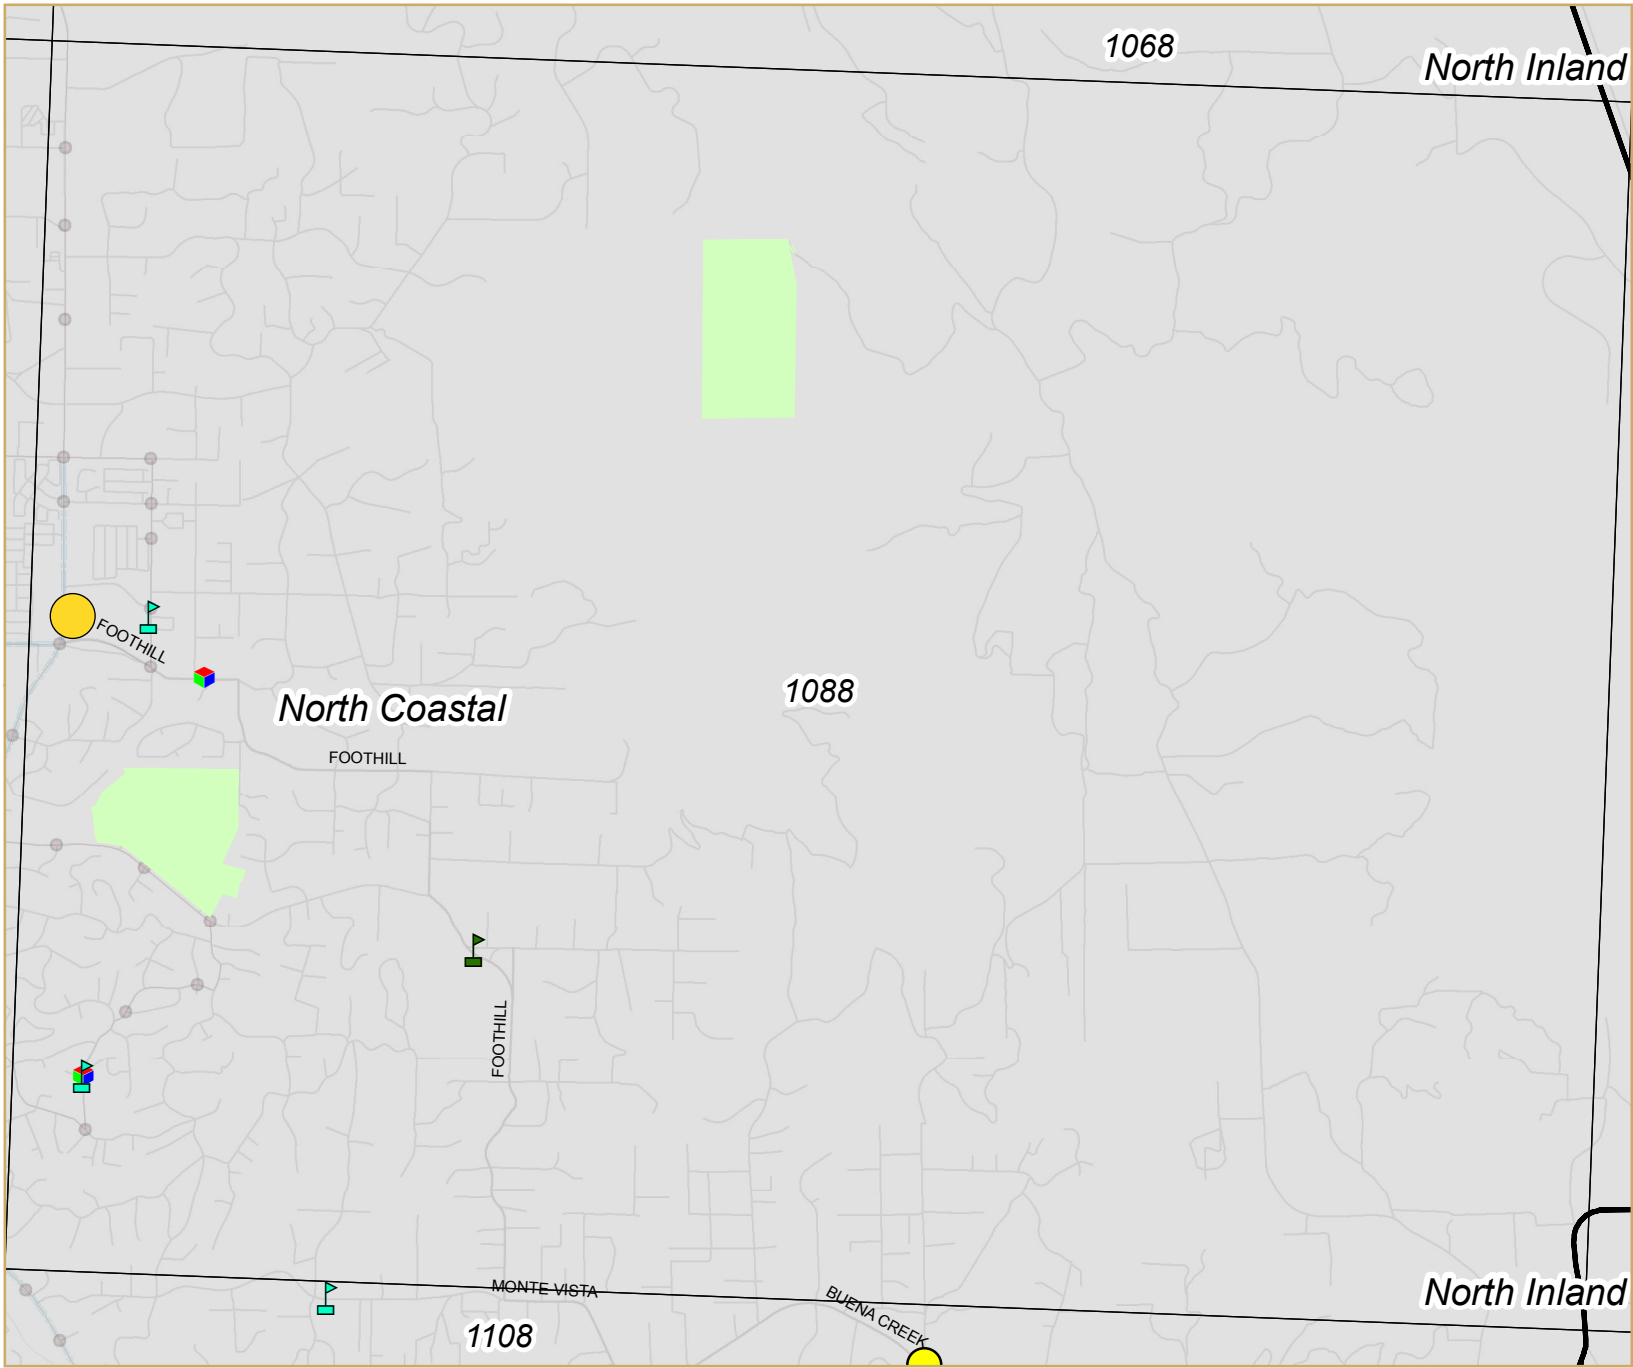 1068
North Inland
FOOTHILL
1088
North Coastal
FOOTHILL
FOOTHILL
MONTE VISTA
BUENA CREEK
North Inland
1108